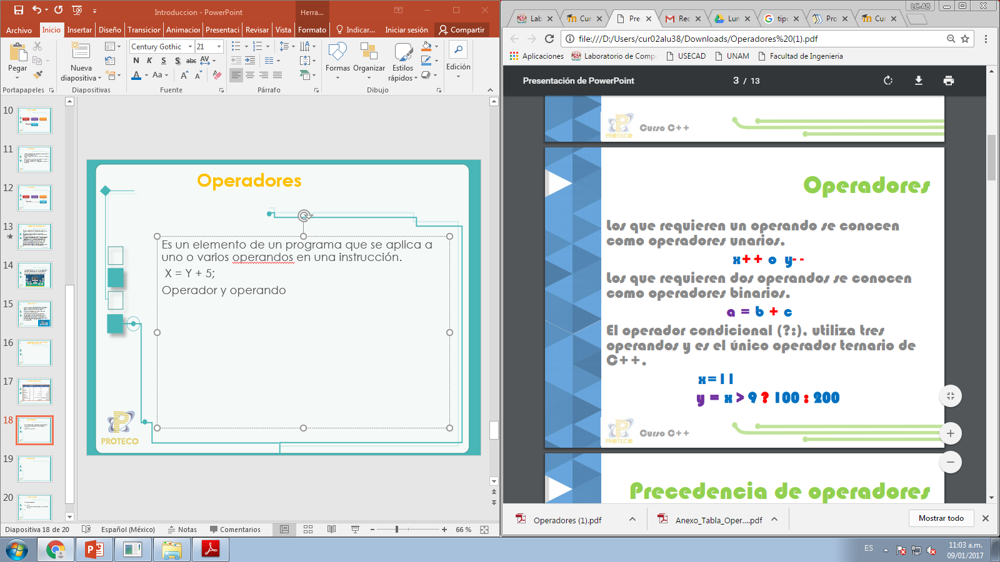 Introduccion - PowerPoint
Herra...
Archivo
Inicio
Insertar
Diseño
Transicior
Animacior
Presentaci
Revisar
Vista
Formato
Indicar...
Iniciar sesión
Compartir
Pegar
Nueva
diapositiva
Century Gothic
21
N K S S abc AV
A Aa A A
Formas
Organizar
Estilos
rápidos
Edición
Portapapeles
Diapositivas
Fuente
Párrafo
Dibujo
10
11
12
13
14
15
16
17
18
19
20
Operadores
Es un elemento de un programa que se aplica a
uno o varios operandos en una instrucción.
X = Y + 5;
Operador y operando
PROTECO
Diapositiva 18 de 20
Español (México)
Notas
Comentarios
66 %
LC-AB
Lab
Cur
Pre
Rec
Lun
tipo
Pro
Cur
file:///D:/Users/cur02alu38/Downloads/Operadores%20(1).pdf
Aplicaciones
Laboratorio de Comp
USECAD
UNAM
Facultad de Ingenieria
Presentación de PowerPoint
3 / 13
PROTECO
Curso C++
Operadores
Los que requieren un operando se conocen
como operadores unarios.
x++ o y--
Los que requieren dos operandos se conocen
como operadores binarios.
a = b + c
El operador condicional (?:), utiliza tres
operandos y es el único operador ternario de
C++.
x=11
y = x > 9 ? 100 : 200
PROTECO
Curso C++
Precedencia de operadores
Operadores (1).pdf
Anexo_Tabla_Oper....pdf
Mostrar todo
ES
11:03 a.m.
09/01/2017